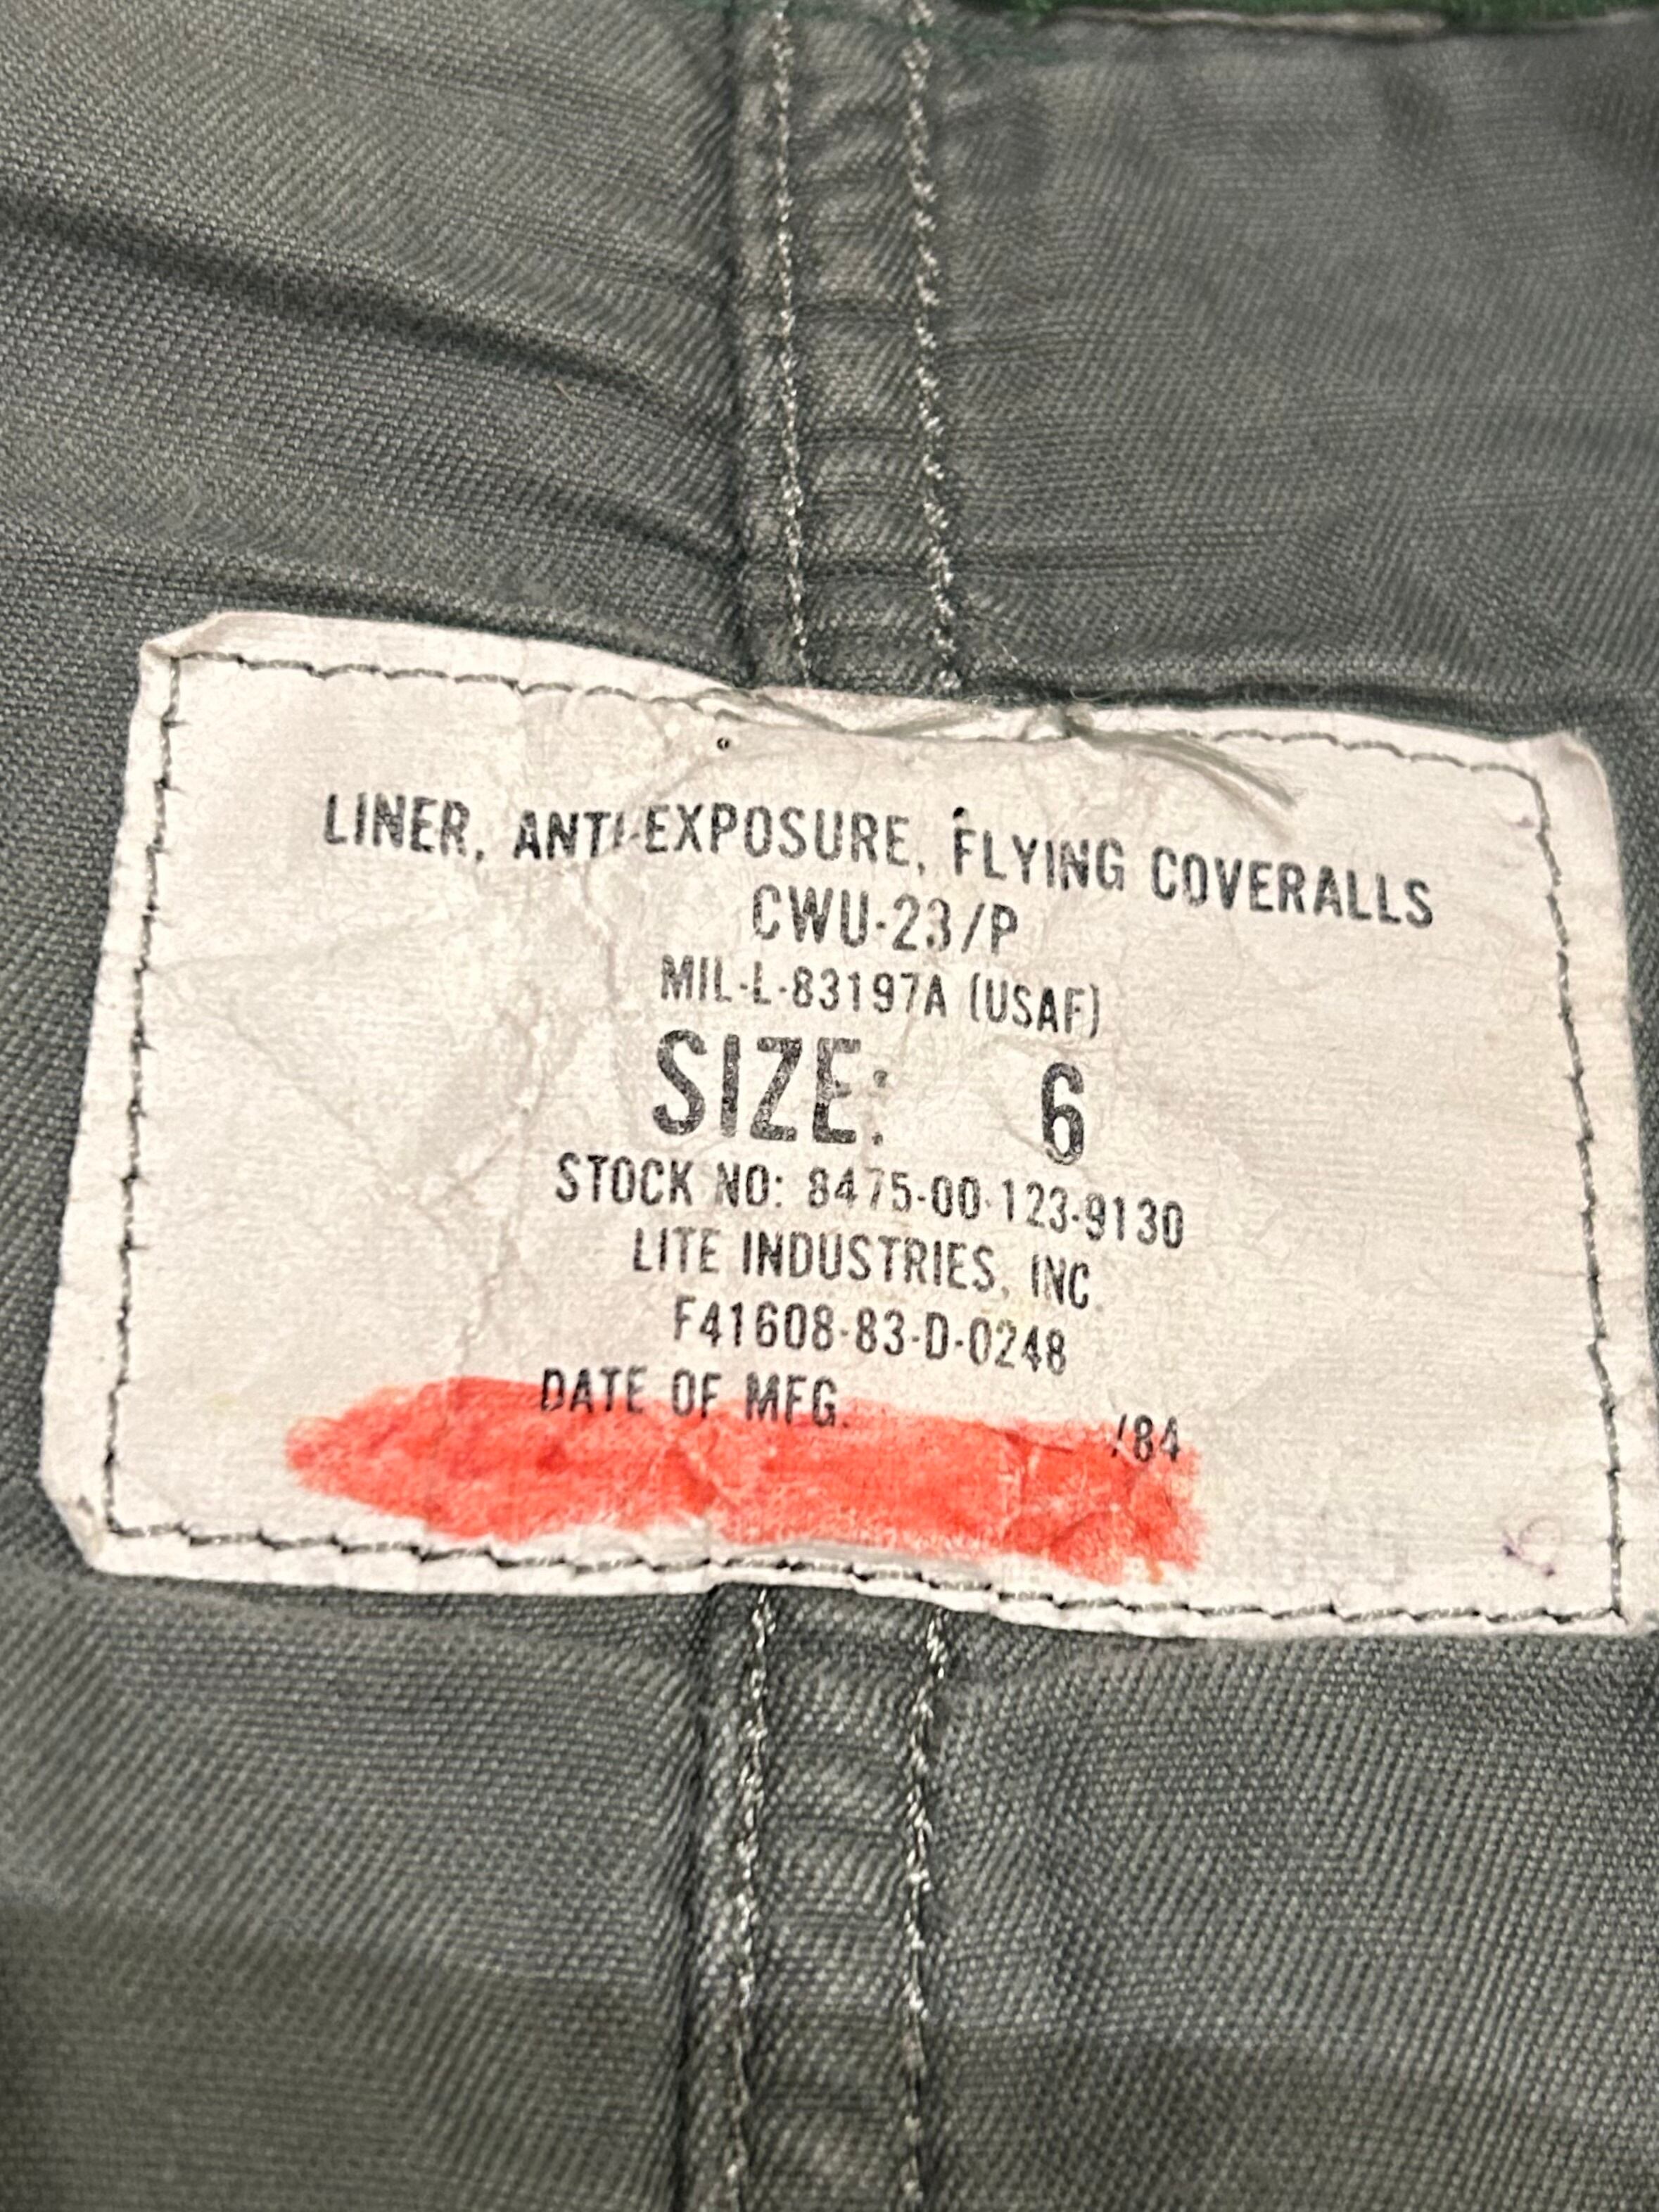 LINER, ANTI-EXPOSURE, FLYING COVERALLS
CWU-23/P
MIL-L-83197A (USAF)
SIZE: 6
STOCK NO: 8475-00-123-9130
LITE INDUSTRIES, INC.
F41608-83-D-0248
DATE OF MFG. /84